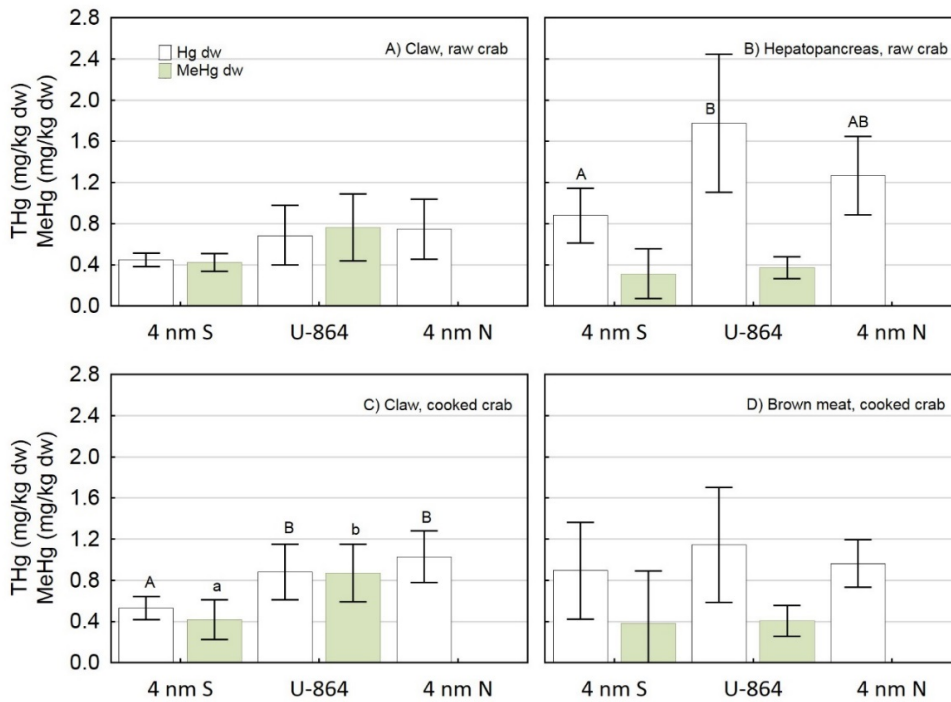 THg (mg/kg dw)
MeHg (mg/kg dw)
2.8
2.4
2.0
1.6
1.2
0.8
0.4
0.0
Hg dw
MeHg dw
A) Claw, raw crab
4 nm S U-864 4 nm N
B) Hepatopancreas, raw crab
A B AB
4 nm S U-864 4 nm N
THg (mg/kg dw)
MeHg (mg/kg dw)
2.8
2.4
2.0
1.6
1.2
0.8
0.4
0.0
C) Claw, cooked crab
A a B b B
4 nm S U-864 4 nm N
D) Brown meat, cooked crab
4 nm S U-864 4 nm N